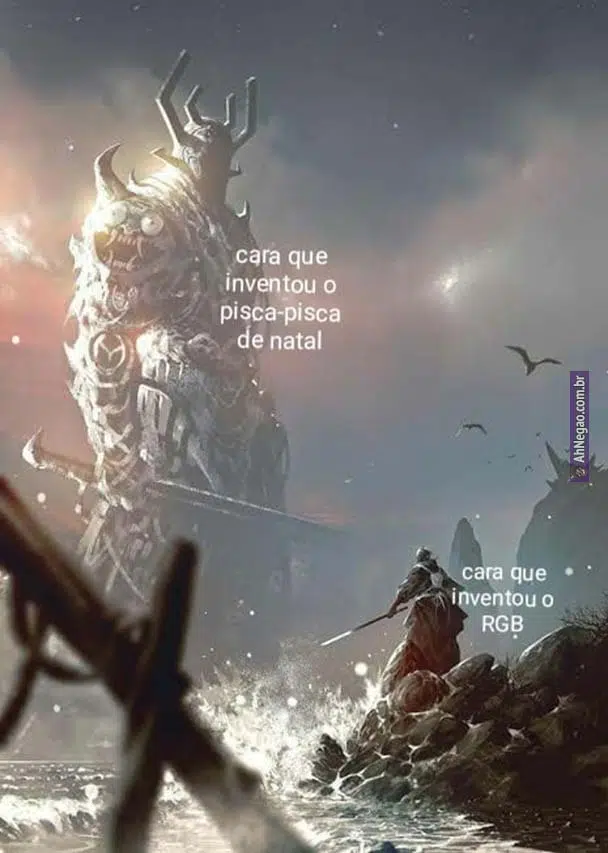 cara que
inventou o
pisca-pisca
de natal
AhNegao.com.br
cara que
inventou o
RGB